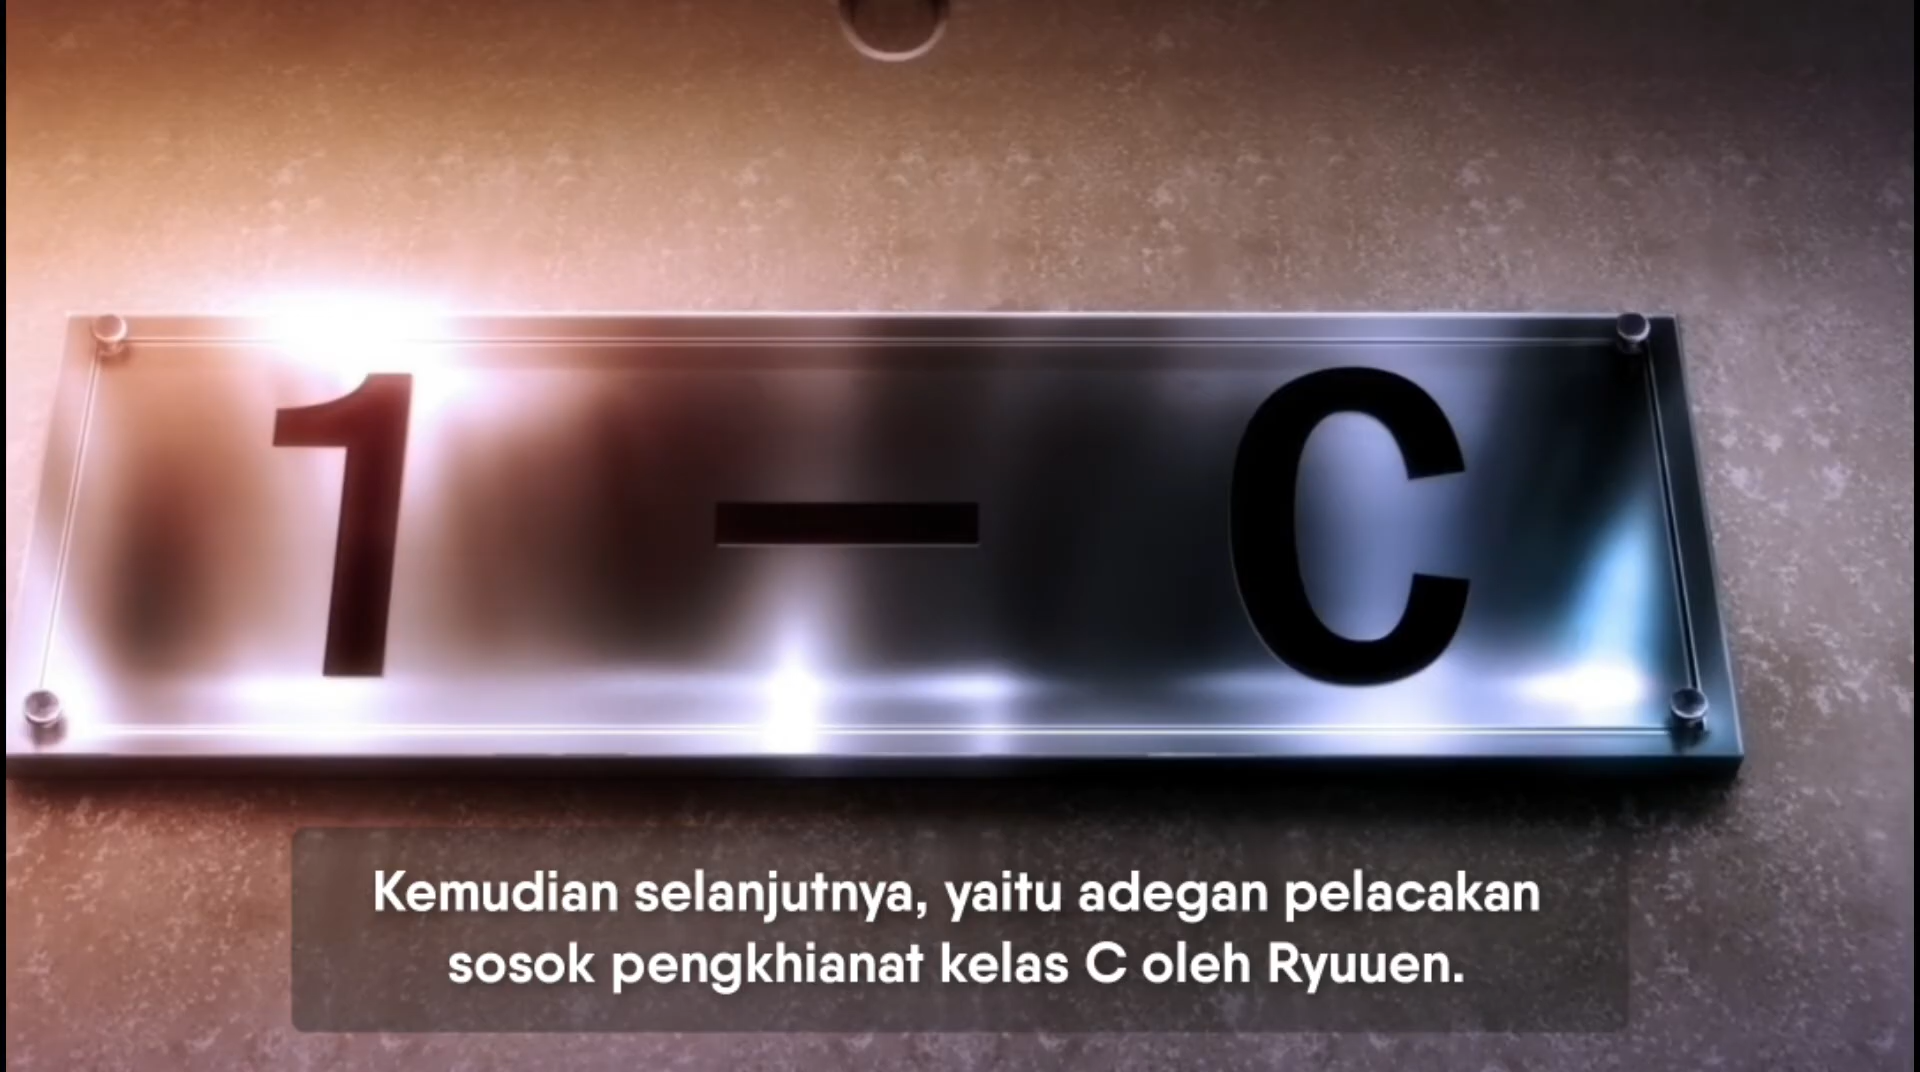 1 - C
Kemudian selanjutnya, yaitu adegan pelacakan
sosok pengkhianat kelas C oleh Ryuuen.